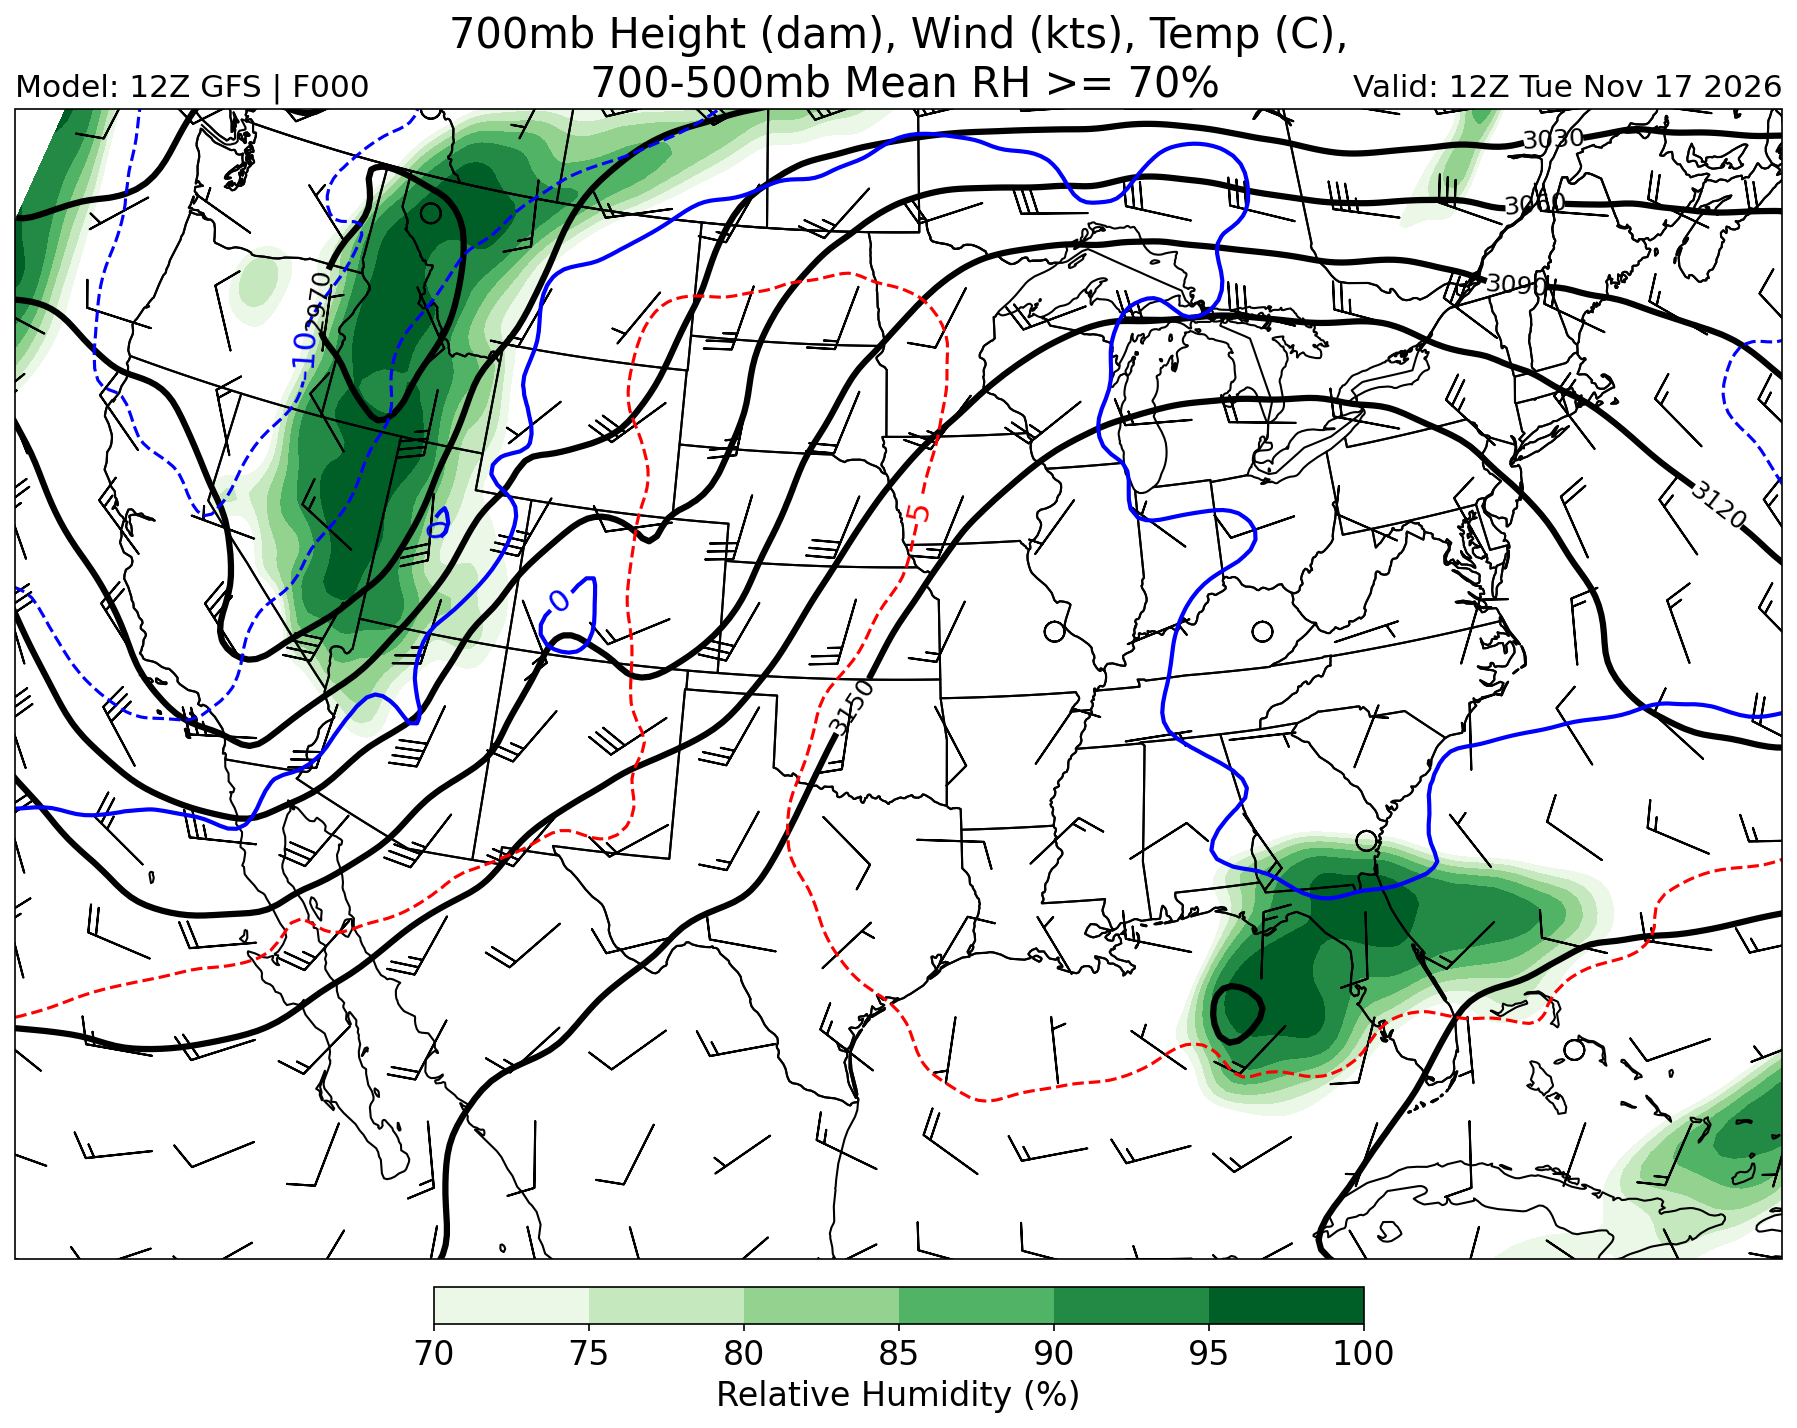 700mb Height (dam), Wind (kts), Temp (C),
700-500mb Mean RH >= 70%
Model: 12Z GFS | F000
Valid: 12Z Tue Nov 17 2026
3030
3060
2970
-10
3090
3120
5
0
0
3150
70 75 80 85 90 95 100
Relative Humidity (%)